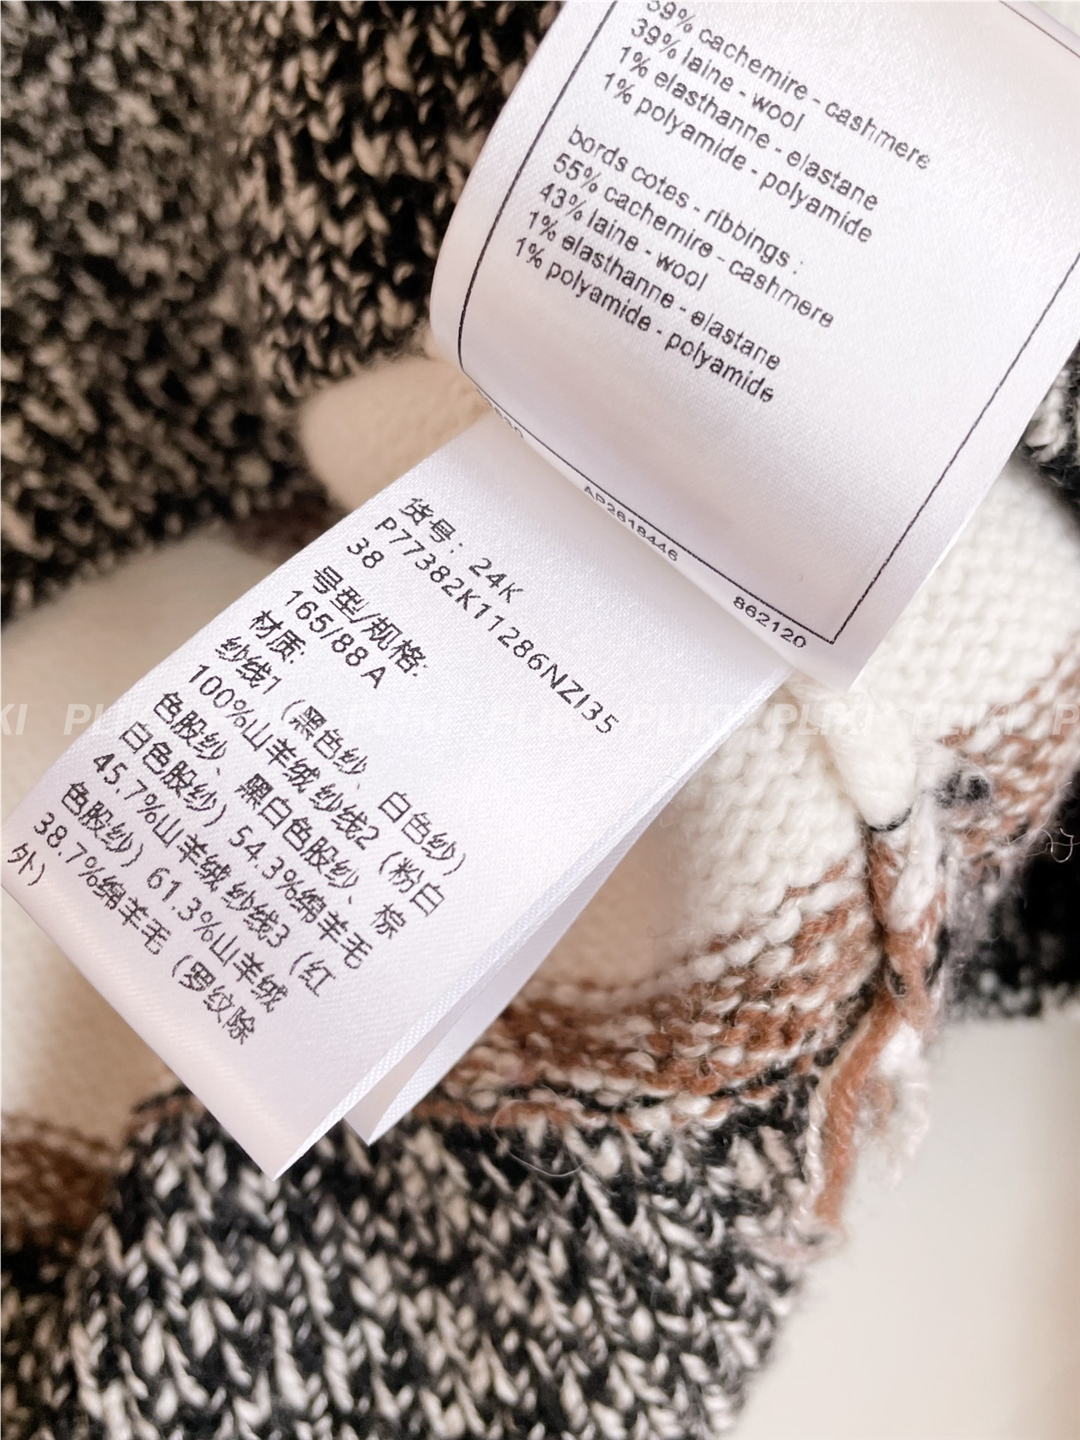 59% cachemire - cashmere
39% laine - wool
1% elasthanne - elastane
1% polyamide - polyamide
bords cotes - ribbings :
55% cachemire - cashmere
43% laine - wool
1% elasthanne - elastane
1% polyamide - polyamide
AP2618446
862120
货号: 24K
P77382K11286NZI35
38
号型/规格:
165/88 A
材质:
纱线1（黑色纱、白色纱）
100%山羊绒 纱线2（粉白
色股纱、黑白色股纱、棕
白色股纱）54.3%绵羊毛
45.7%山羊绒 纱线3（红
色股纱）61.3%山羊绒
38.7%绵羊毛（罗纹除
外）
PLIKI PLIKI PLIKI